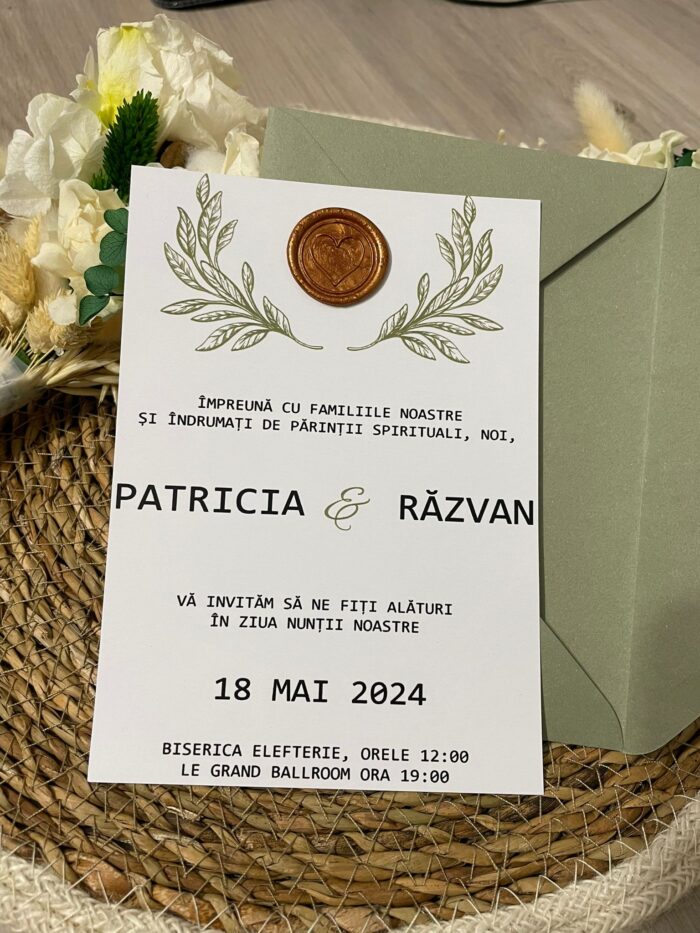 ÎMPREUNĂ CU FAMILIILE NOASTRE
ȘI ÎNDRUMAȚI DE PĂRINȚII SPIRITUALI, NOI,
PATRICIA & RĂZVAN
VĂ INVITĂM SĂ NE FIȚI ALĂTURI
ÎN ZIUA NUNȚII NOASTRE
18 MAI 2024
BISERICA ELEFTERIE, ORELE 12:00
LE GRAND BALLROOM ORA 19:00